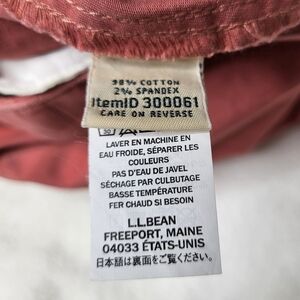 98% COTTON
2% SPANDEX
ItemID 300061
CARE ON REVERSE
30
LAVER EN MACHINE EN
EAU FROIDE, SÉPARER LES
COULEURS
PAS D'EAU DE JAVEL
SÉCHAGE PAR CULBUTAGE
BASSE TEMPÉRATURE
FER CHAUD SI BESOIN
L.L.BEAN
FREEPORT, MAINE
04033 ÉTATS-UNIS
日本語は裏面をご覧ください。